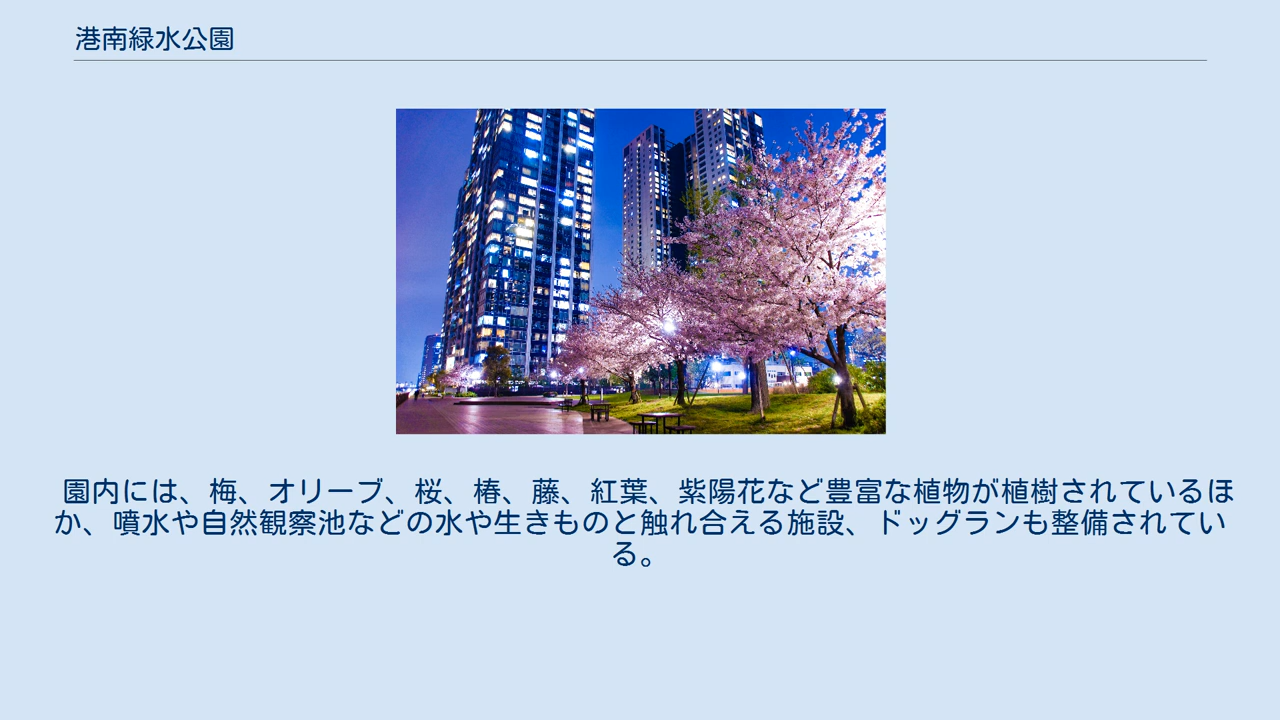 港南緑水公園
園内には、梅、オリーブ、桜、椿、藤、紅葉、紫陽花など豊富な植物が植樹されているほ
か、噴水や自然観察池などの水や生きものと触れ合える施設、ドッグランも整備されてい
る。